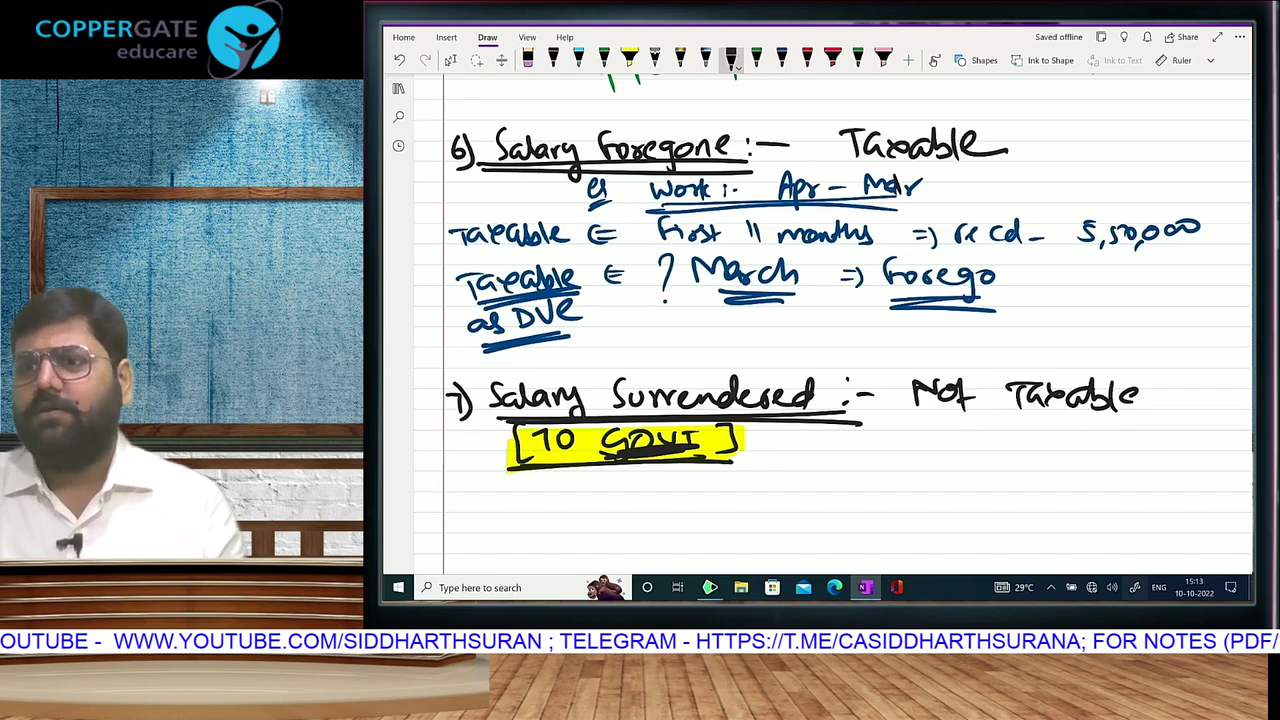 COPPERGATE
educare
Home Insert Draw View Help
Saved offline
Share
Shapes
Ink to Shape
Ink to Text
Ruler
6) Salary Foregone :- Taxable
eg Work :- Apr - Mar
Taxable ∈ First 11 months => recd - 5,50,000
Taxable ∈ ? March => Forego
as DUE
7) Salary Surrendered :- Not Taxable
[TO GOVT]
Type here to search
29°C
ENG
15:13
10-10-2022
OUTUBE - WWW.YOUTUBE.COM/SIDDHARTHSURAN ; TELEGRAM - HTTPS://T.ME/CASIDDHARTHSURANA; FOR NOTES (PDF/